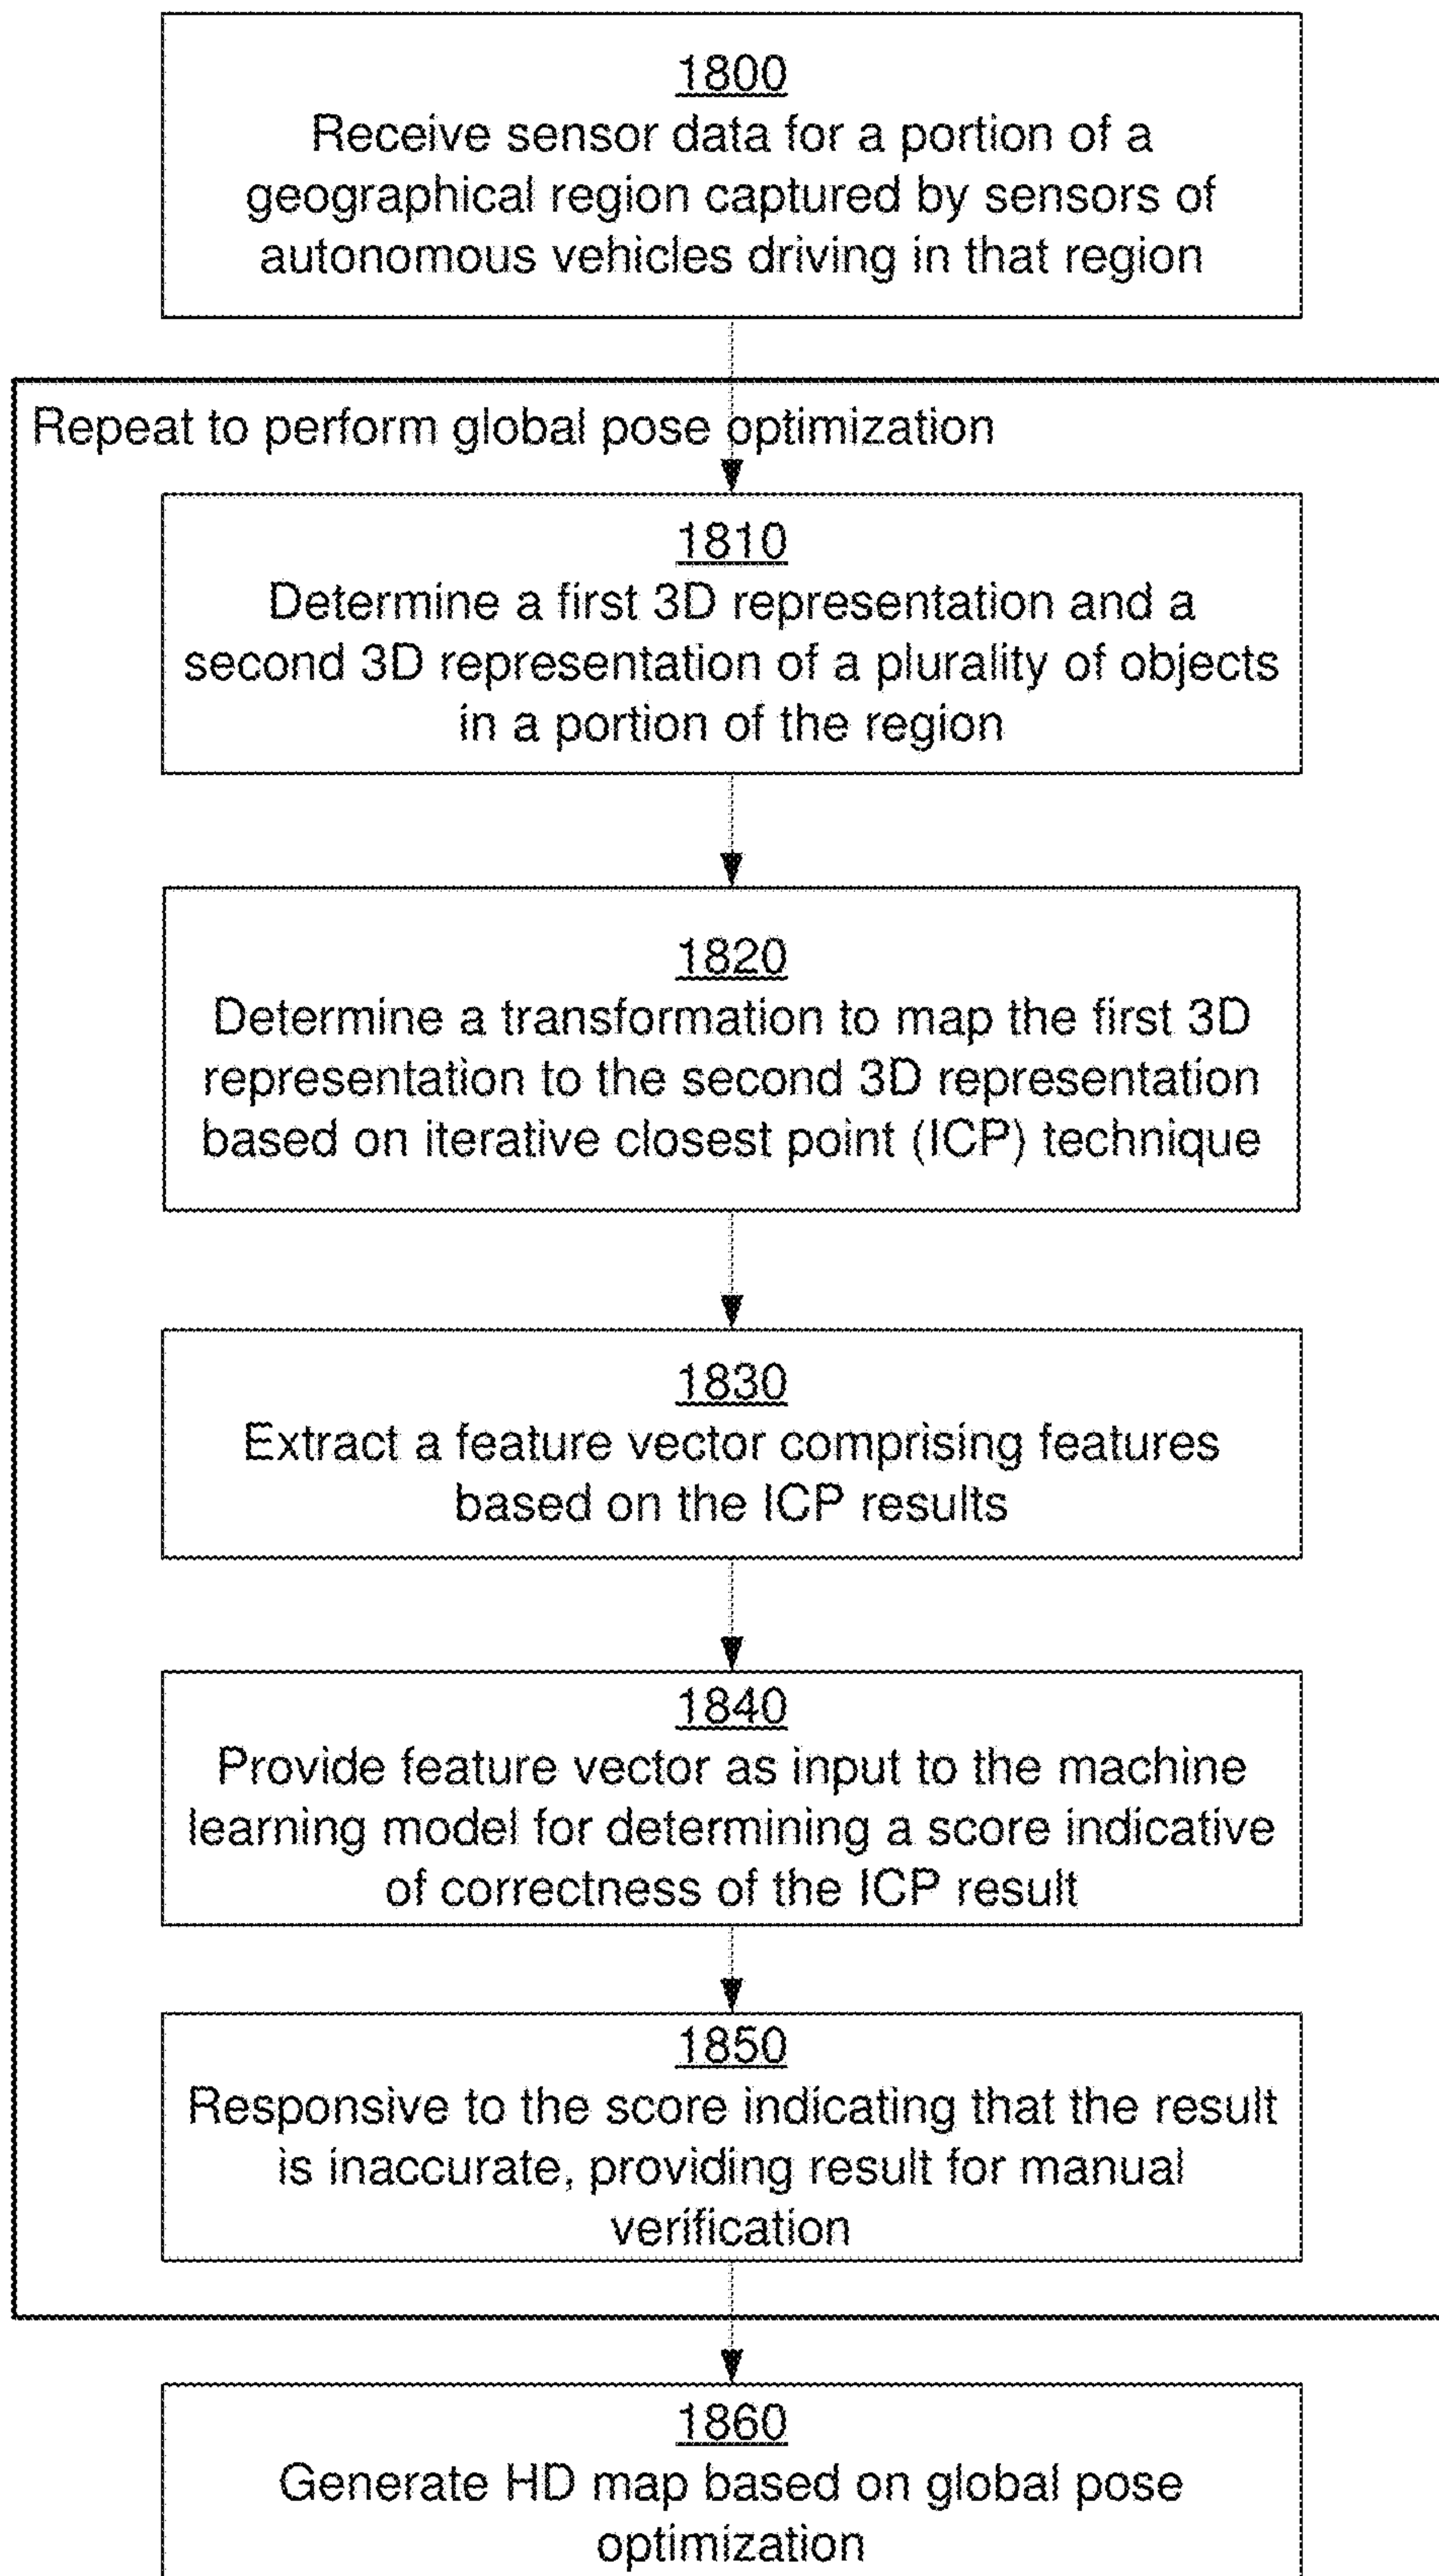 1800
Receive sensor data for a portion of a
geographical region captured by sensors of
autonomous vehicles driving in that region
Repeat to perform global pose optimization
1810
Determine a first 3D representation and a
second 3D representation of a plurality of objects
in a portion of the region
1820
Determine a transformation to map the first 3D
representation to the second 3D representation
based on iterative closest point (ICP) technique
1830
Extract a feature vector comprising features
based on the ICP results
1840
Provide feature vector as input to the machine
learning model for determining a score indicative
of correctness of the ICP result
1850
Responsive to the score indicating that the result
is inaccurate, providing result for manual
verification
1860
Generate HD map based on global pose
optimization